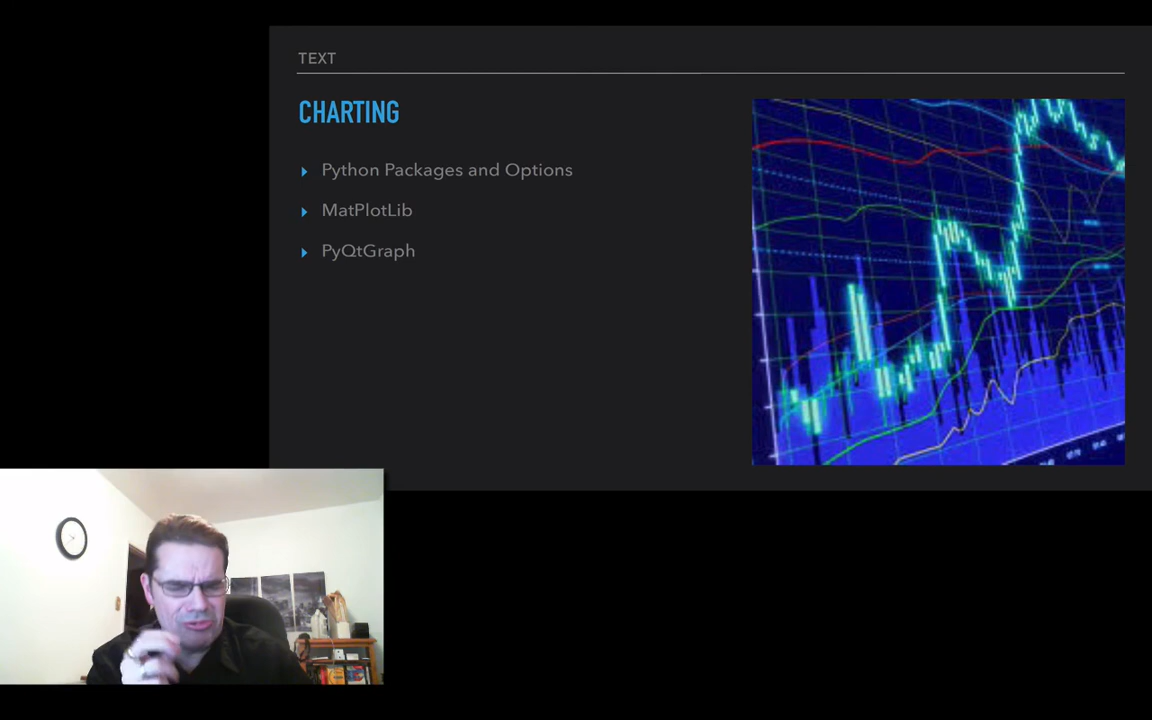 TEXT
CHARTING
Python Packages and Options
MatPlotLib
PyQtGraph